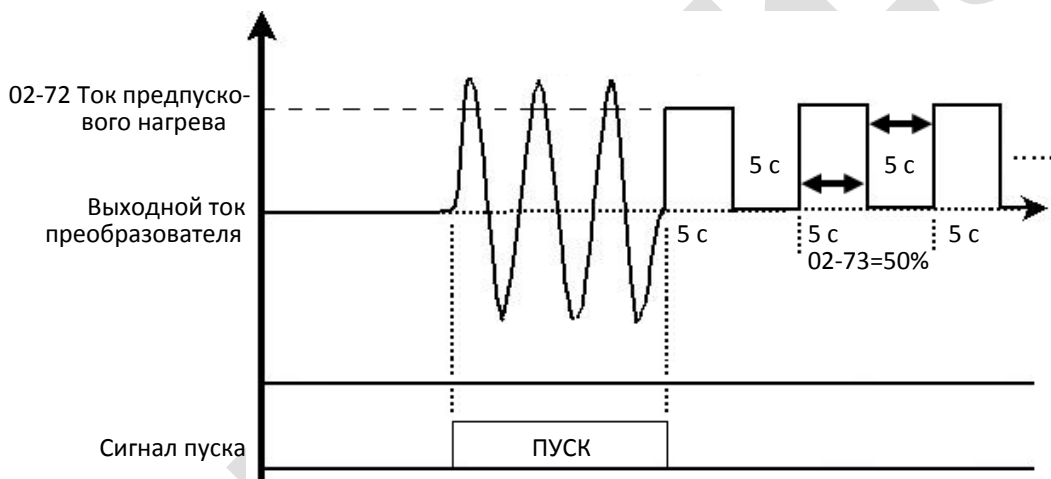 02-72 Ток предпуско-
вого нагрева
5 с
5 с
Выходной ток
преобразователя
5 с
5 с
5 с
02-73=50%
Сигнал пуска
ПУСК